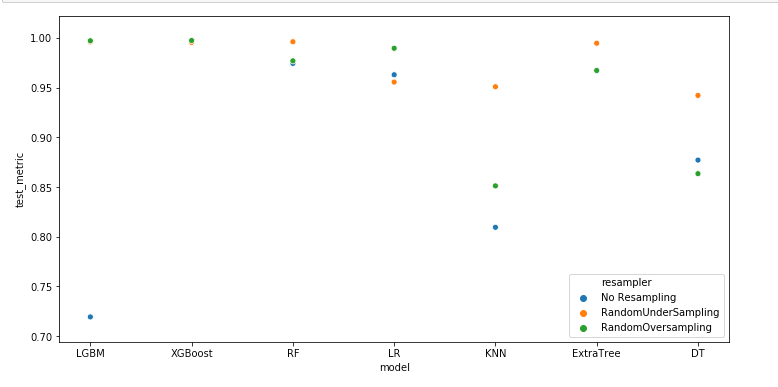 1.00
0.95
0.90
0.85
0.80
0.75
0.70
test_metric
resampler
No Resampling
RandomUnderSampling
RandomOversampling
LGBM XGBoost RF LR KNN ExtraTree DT
model